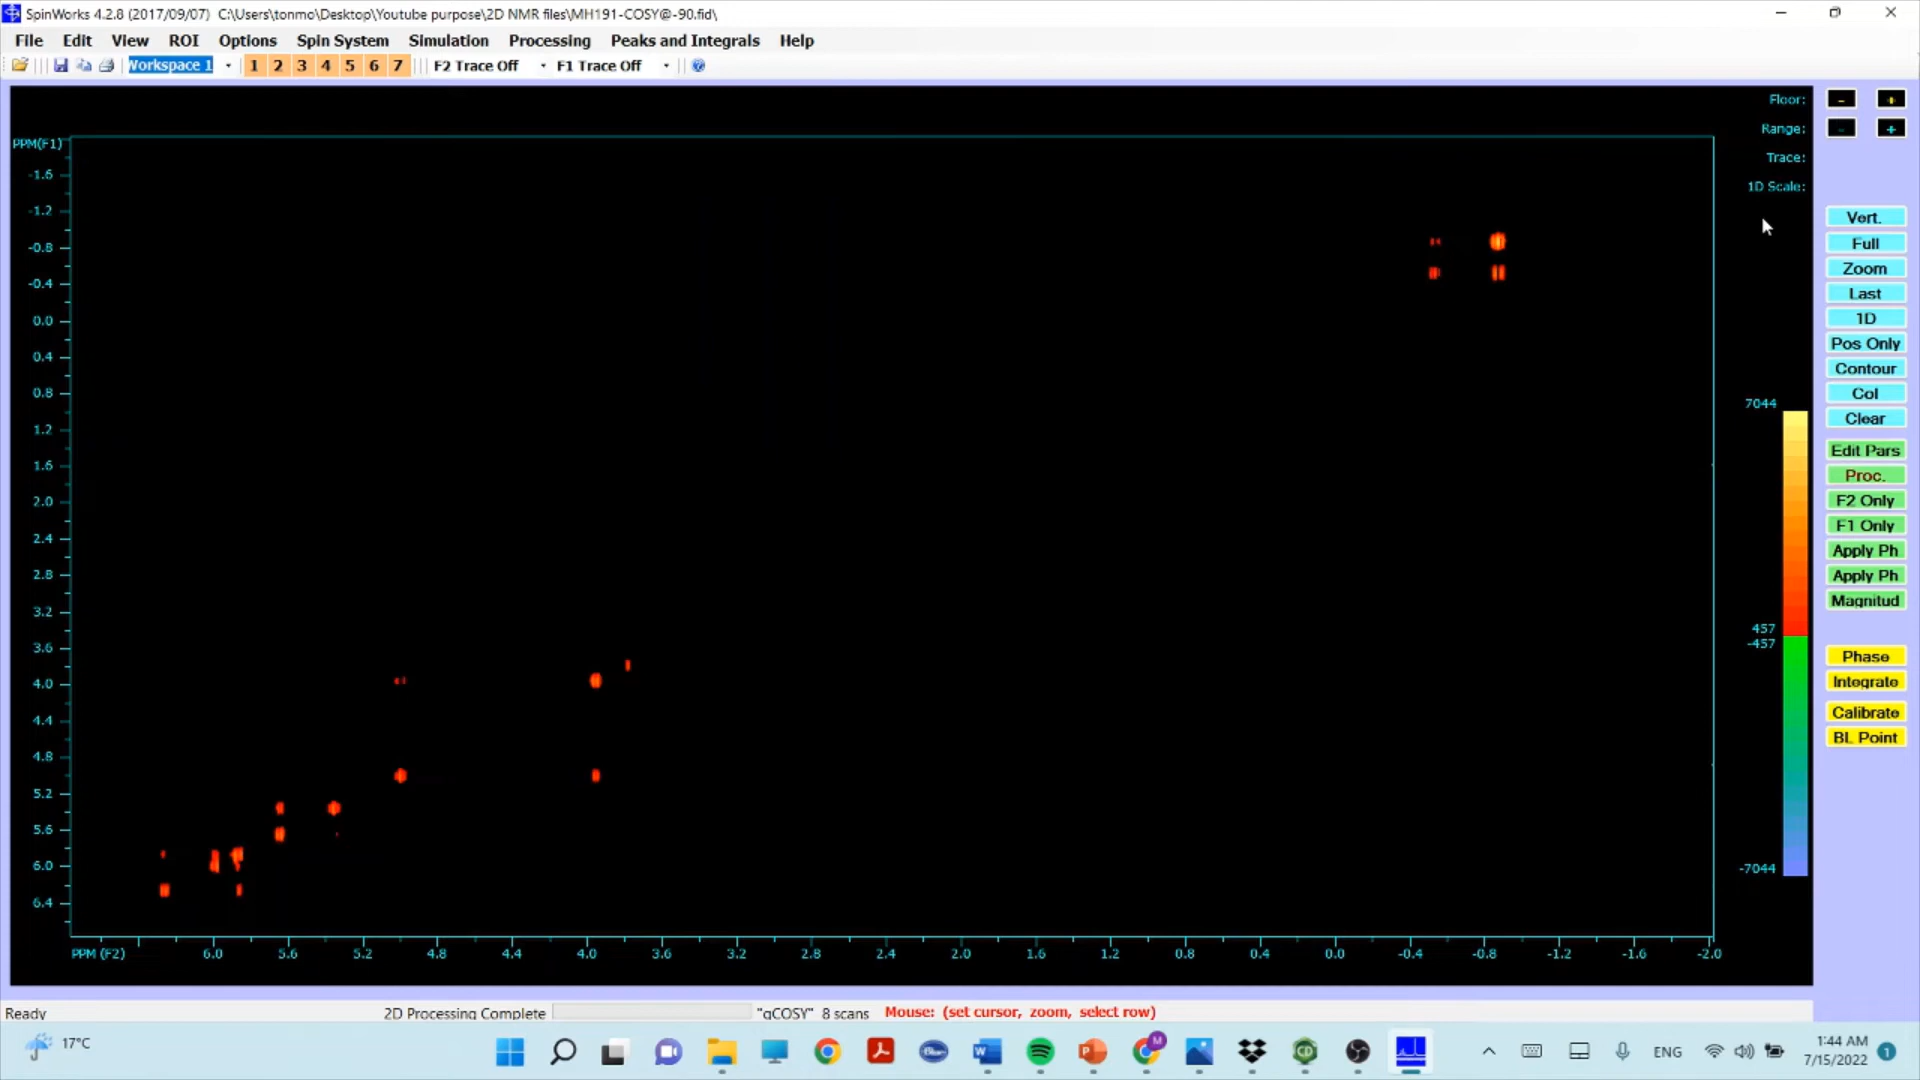 SpinWorks 4.2.8 (2017/09/07) C:\Users\tonmo\Desktop\Youtube purpose\2D NMR files\MH191-COSY@-90.fid\
File Edit View ROI Options Spin System Simulation Processing Peaks and Integrals Help
Workspace 1 1 2 3 4 5 6 7 F2 Trace Off F1 Trace Off
Floor: - +
Range: - +
Trace:
1D Scale:
PPM(F1)
-1.6
-1.2
-0.8
-0.4
0.0
0.4
0.8
1.2
1.6
2.0
2.4
2.8
3.2
3.6
4.0
4.4
4.8
5.2
5.6
6.0
6.4
PPM (F2) 6.0 5.6 5.2 4.8 4.4 4.0 3.6 3.2 2.8 2.4 2.0 1.6 1.2 0.8 0.4 0.0 -0.4 -0.8 -1.2 -1.6 -2.0
7044
457
-457
-7044
Vert.
Full
Zoom
Last
1D
Pos Only
Contour
Col
Clear
Edit Pars
Proc.
F2 Only
F1 Only
Apply Ph
Apply Ph
Magnitud
Phase
Integrate
Calibrate
BL Point
Ready 2D Processing Complete "gCOSY" 8 scans Mouse: (set cursor, zoom, select row)
17°C ENG 1:44 AM
7/15/2022 1